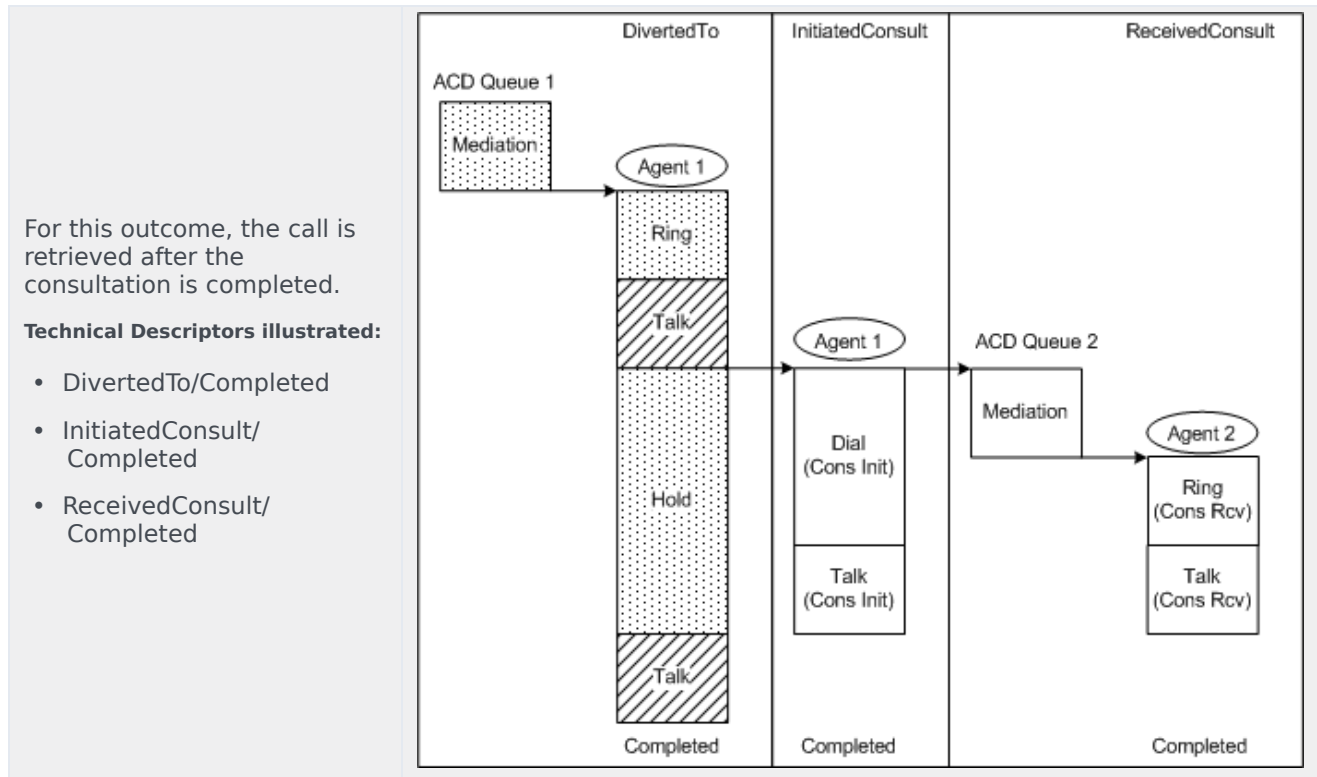 For this outcome, the call is
retrieved after the
consultation is completed.
Technical Descriptors illustrated:
• DivertedTo/Completed
• InitiatedConsult/
Completed
• ReceivedConsult/
Completed
DivertedTo
InitiatedConsult
ReceivedConsult
ACD Queue 1
Mediation
Agent 1
Ring
Talk
Hold
Talk
Completed
Agent 1
Dial
(Cons Init)
Talk
(Cons Init)
Completed
ACD Queue 2
Mediation
Agent 2
Ring
(Cons Rcv)
Talk
(Cons Rcv)
Completed